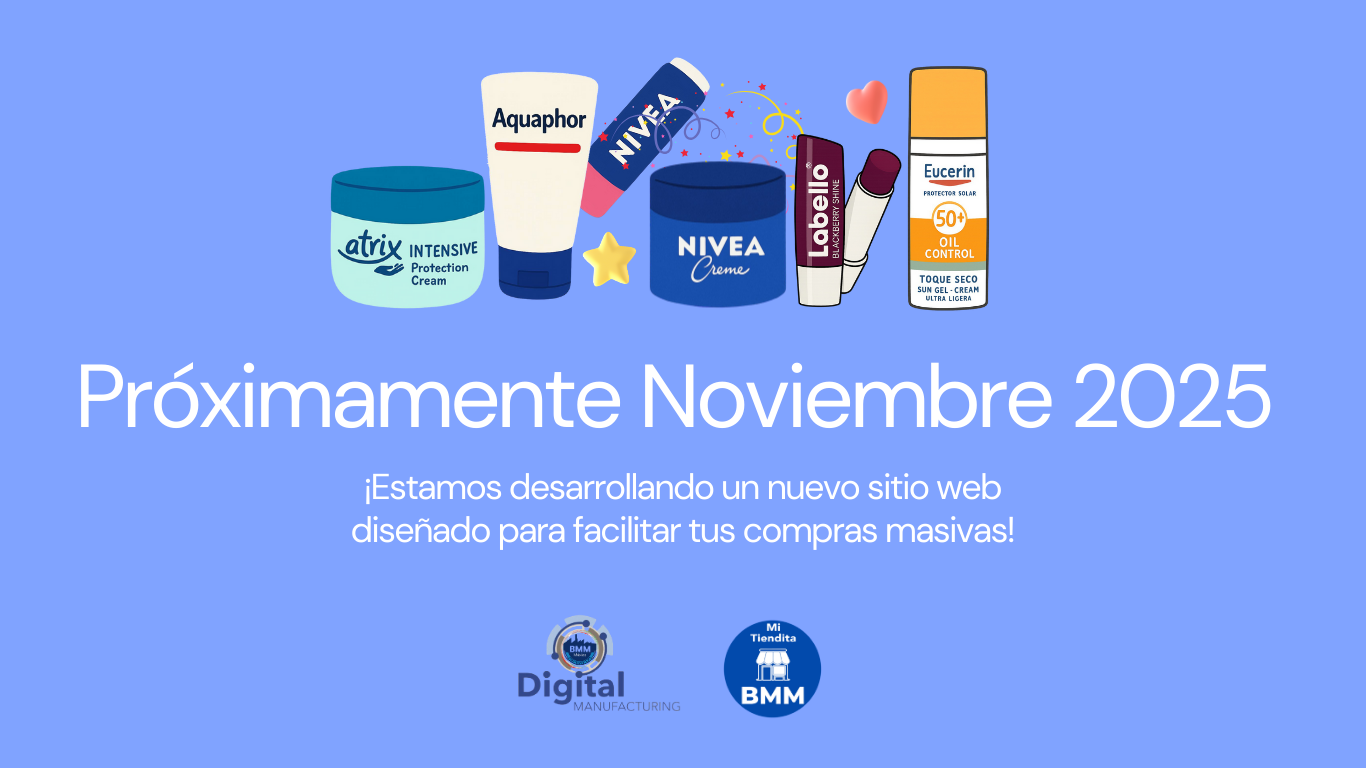 atrix INTENSIVE
Protection
Cream
Aquaphor
NIVEA
NIVEA
Creme
Labello®
BLACKBERRY SHINE
Eucerin
PROTECTOR SOLAR
50+
OIL
CONTROL
TOQUE SECO
SUN GEL - CREAM
ULTRA LIGERA
Próximamente Noviembre 2025
¡Estamos desarrollando un nuevo sitio web
diseñado para facilitar tus compras masivas!
BMM
Digital
MANUFACTURING
Mi
Tiendita
BMM